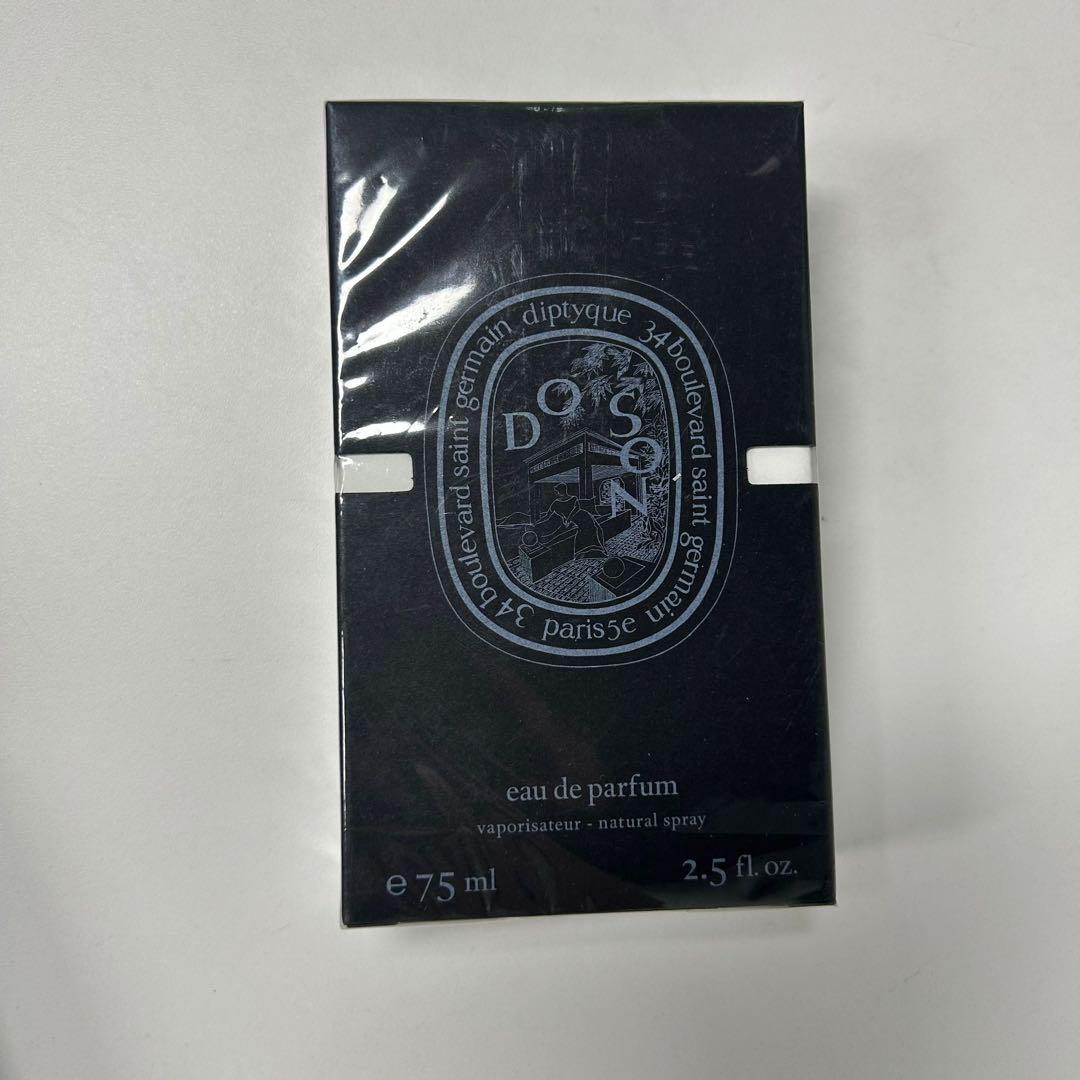 diptyque 34 boulevard saint germain paris5e 34 boulevard saint germain
DO SON
eau de parfum
vaporisateur - natural spray
e 75 ml
2.5 fl. oz.